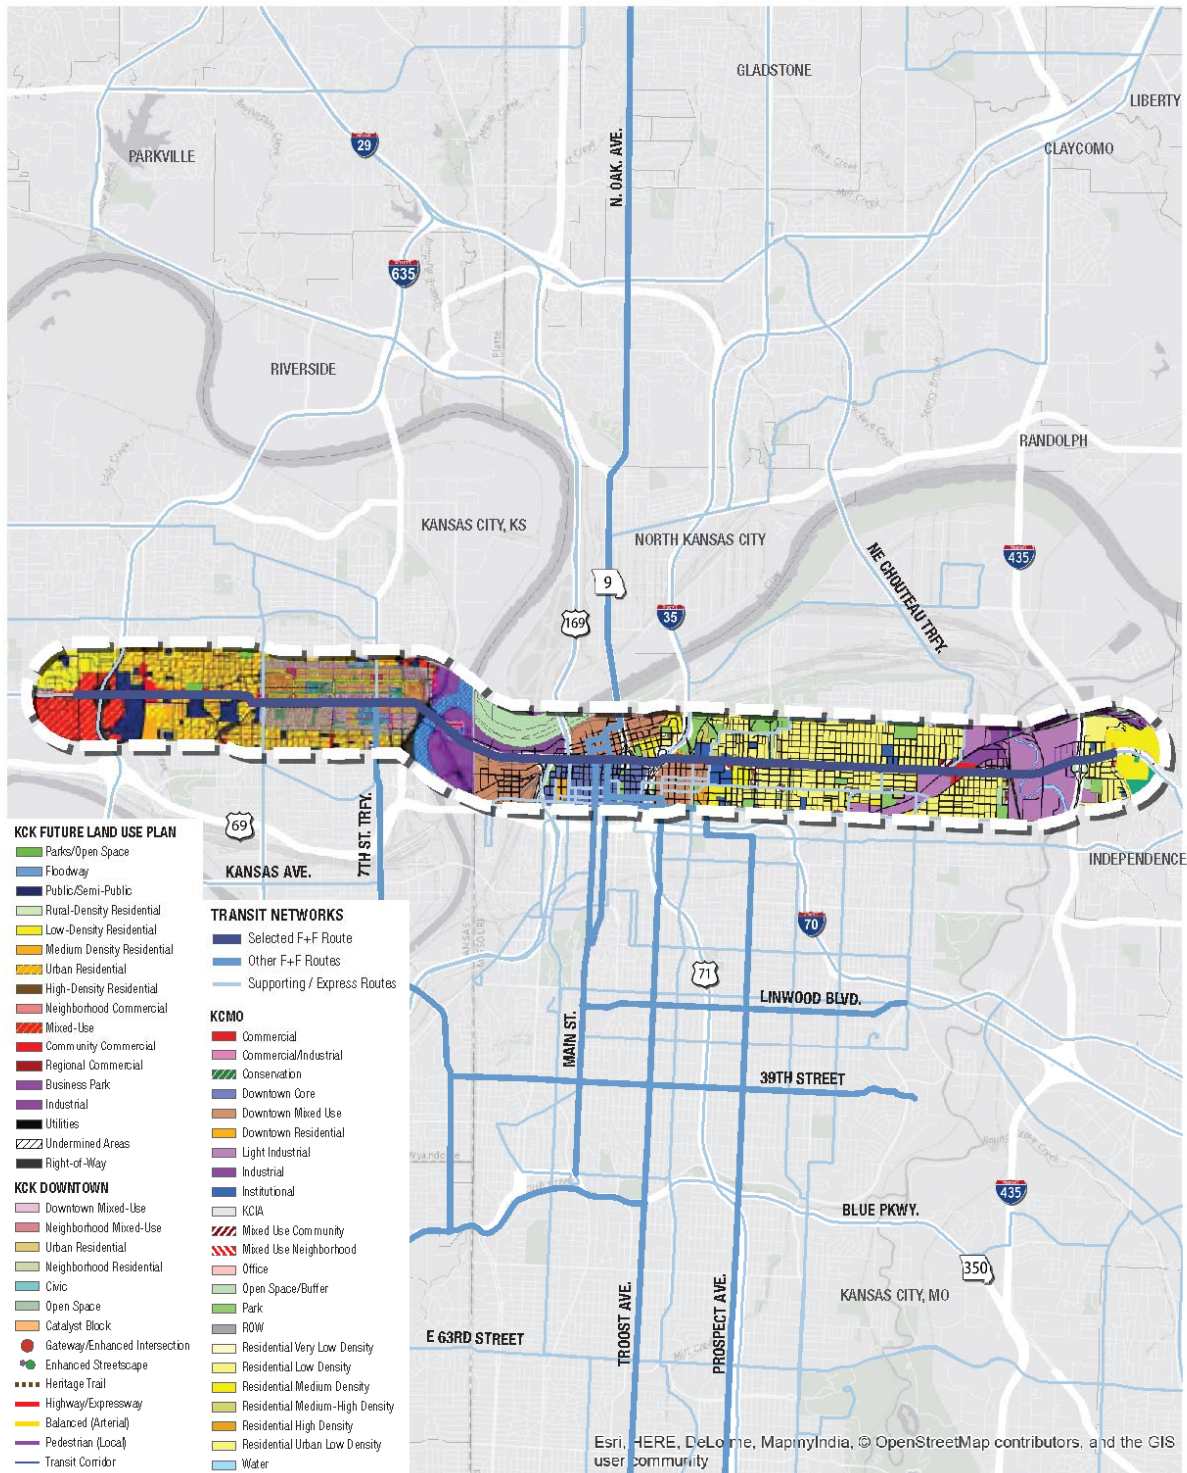 GLADSTONE
LIBERTY
CLAYCOMO
PARKVILLE
29
N. OAK. AVE.
635
Platte
RIVERSIDE
RANDOLPH
KANSAS CITY, KS
NORTH KANSAS CITY
NE CHOUTEAU TRFY.
435
9
169
35
69
KANSAS AVE.
7TH ST. TRFY.
INDEPENDENCE
70
71
LINWOOD BLVD.
MAIN ST.
39TH STREET
Wyandotte
BLUE PKWY.
435
350
KANSAS CITY, MO
E 63RD STREET
TROOST AVE.
PROSPECT AVE.
KCK FUTURE LAND USE PLAN
Parks/Open Space
Floodway
Public/Semi-Public
Rural-Density Residential
Low-Density Residential
Medium Density Residential
Urban Residential
High-Density Residential
Neighborhood Commercial
Mixed-Use
Community Commercial
Regional Commercial
Business Park
Industrial
Utilities
Undermined Areas
Right-of-Way
KCK DOWNTOWN
Downtown Mixed-Use
Neighborhood Mixed-Use
Urban Residential
Neighborhood Residential
Civic
Open Space
Catalyst Block
Gateway/Enhanced Intersection
Enhanced Streetscape
Heritage Trail
Highway/Expressway
Balanced (Arterial)
Pedestrian (Local)
Transit Corridor
TRANSIT NETWORKS
Selected F+F Route
Other F+F Routes
Supporting / Express Routes
KCMO
Commercial
Commercial/Industrial
Conservation
Downtown Core
Downtown Mixed Use
Downtown Residential
Light Industrial
Industrial
Institutional
KCIA
Mixed Use Community
Mixed Use Neighborhood
Office
Open Space/Buffer
Park
ROW
Residential Very Low Density
Residential Low Density
Residential Medium Density
Residential Medium-High Density
Residential High Density
Residential Urban Low Density
Water
Esri, HERE, DeLorme, MapmyIndia, © OpenStreetMap contributors, and the GIS
user community